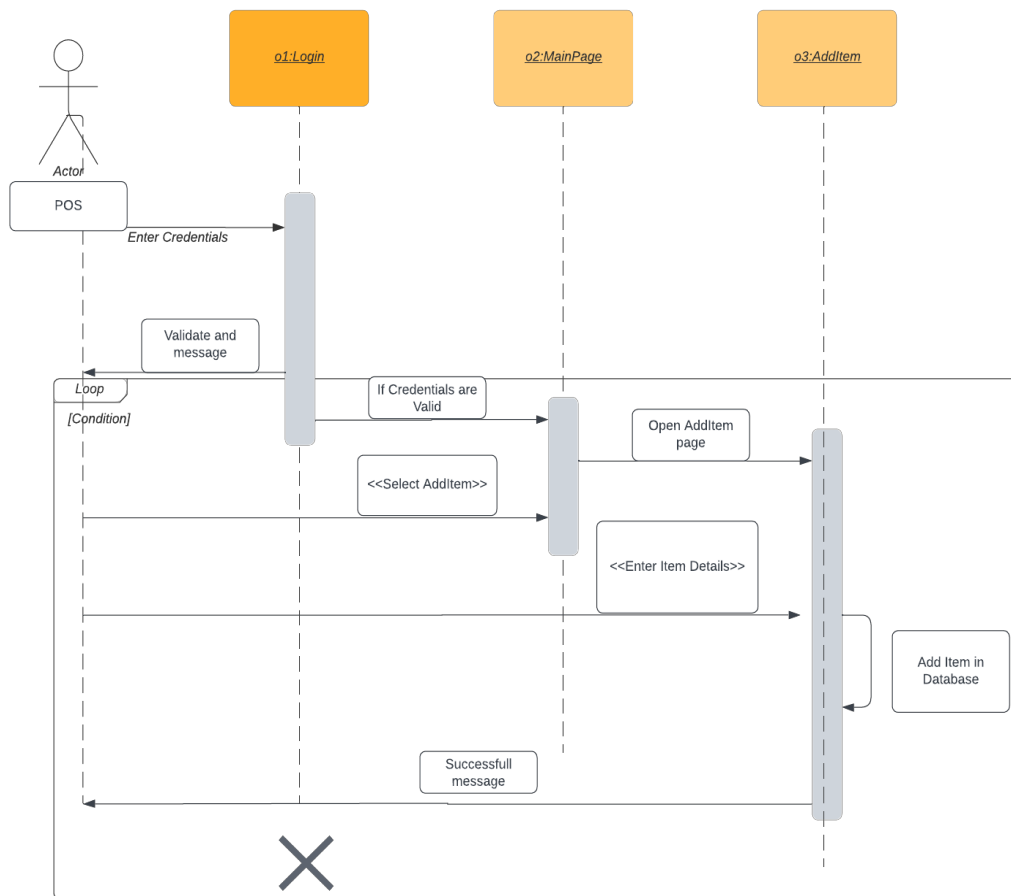 o1:Login
o2:MainPage
o3:AddItem
Actor
POS
Enter Credentials
Validate and
message
Loop
[Condition]
If Credentials are
Valid
Open AddItem
page
<<Select AddItem>>
<<Enter Item Details>>
Add Item in
Database
Successfull
message